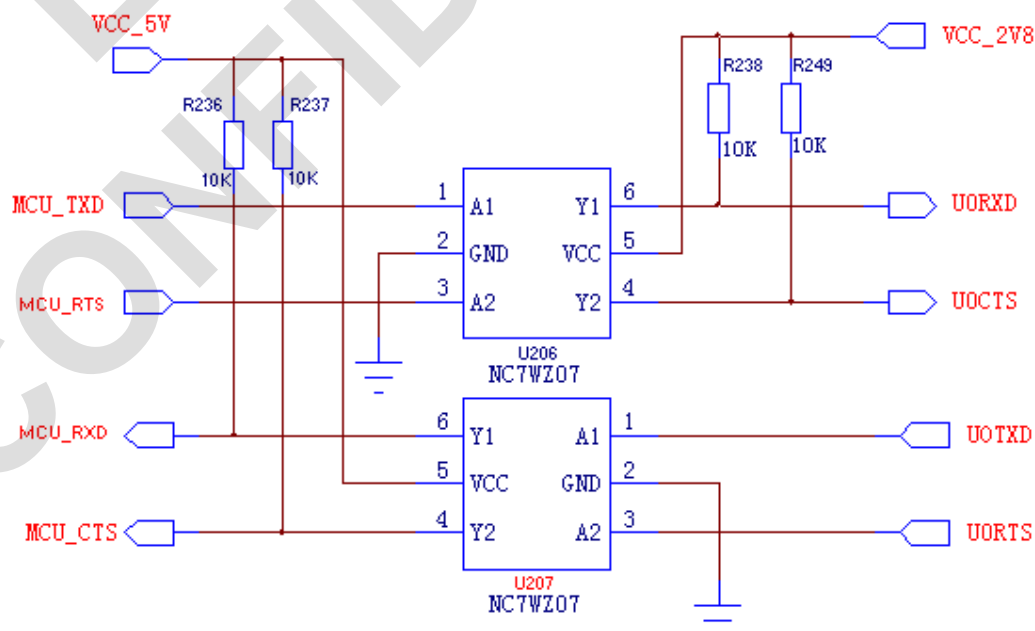 VCC_5V
VCC_2V8
R236
R237
R238
R249
10K
10K
10K
10K
MCU_TXD
1
A1
Y1
6
U0RXD
2
GND
VCC
5
MCU_RTS
3
A2
Y2
4
U0CTS
U206
NC7WZ07
MCU_RXD
6
Y1
A1
1
U0TXD
5
VCC
GND
2
MCU_CTS
4
Y2
A2
3
U0RTS
U207
NC7WZ07
CONFID